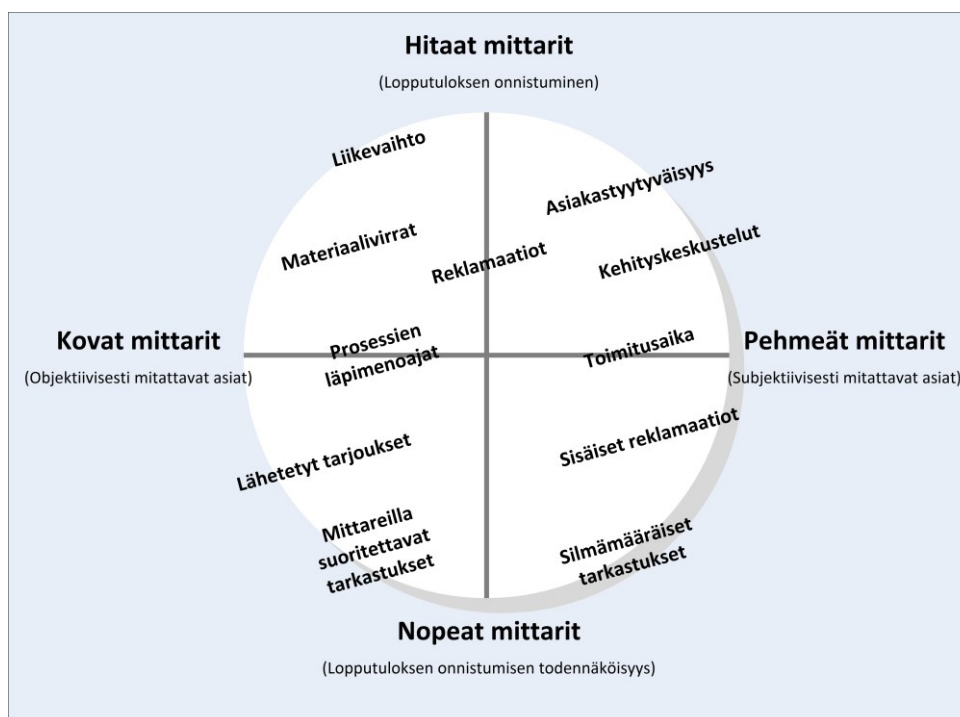 Hitaat mittarit
(Lopputuloksen onnistuminen)
Liikevaihto
Asiakastyytyväisyys
Materiaalivirrat
Reklamaatiot
Kehityskeskustelut
Kovat mittarit
(Objektiivisesti mitattavat asiat)
Prosessien
läpimenoajat
Toimitusaika
Pehmeät mittarit
(Subjektiivisesti mitattavat asiat)
Lähetetyt tarjoukset
Sisäiset reklamaatiot
Mittareilla
suoritettavat
tarkastukset
Silmämääräiset
tarkastukset
Nopeat mittarit
(Lopputuloksen onnistumisen todennäköisyys)